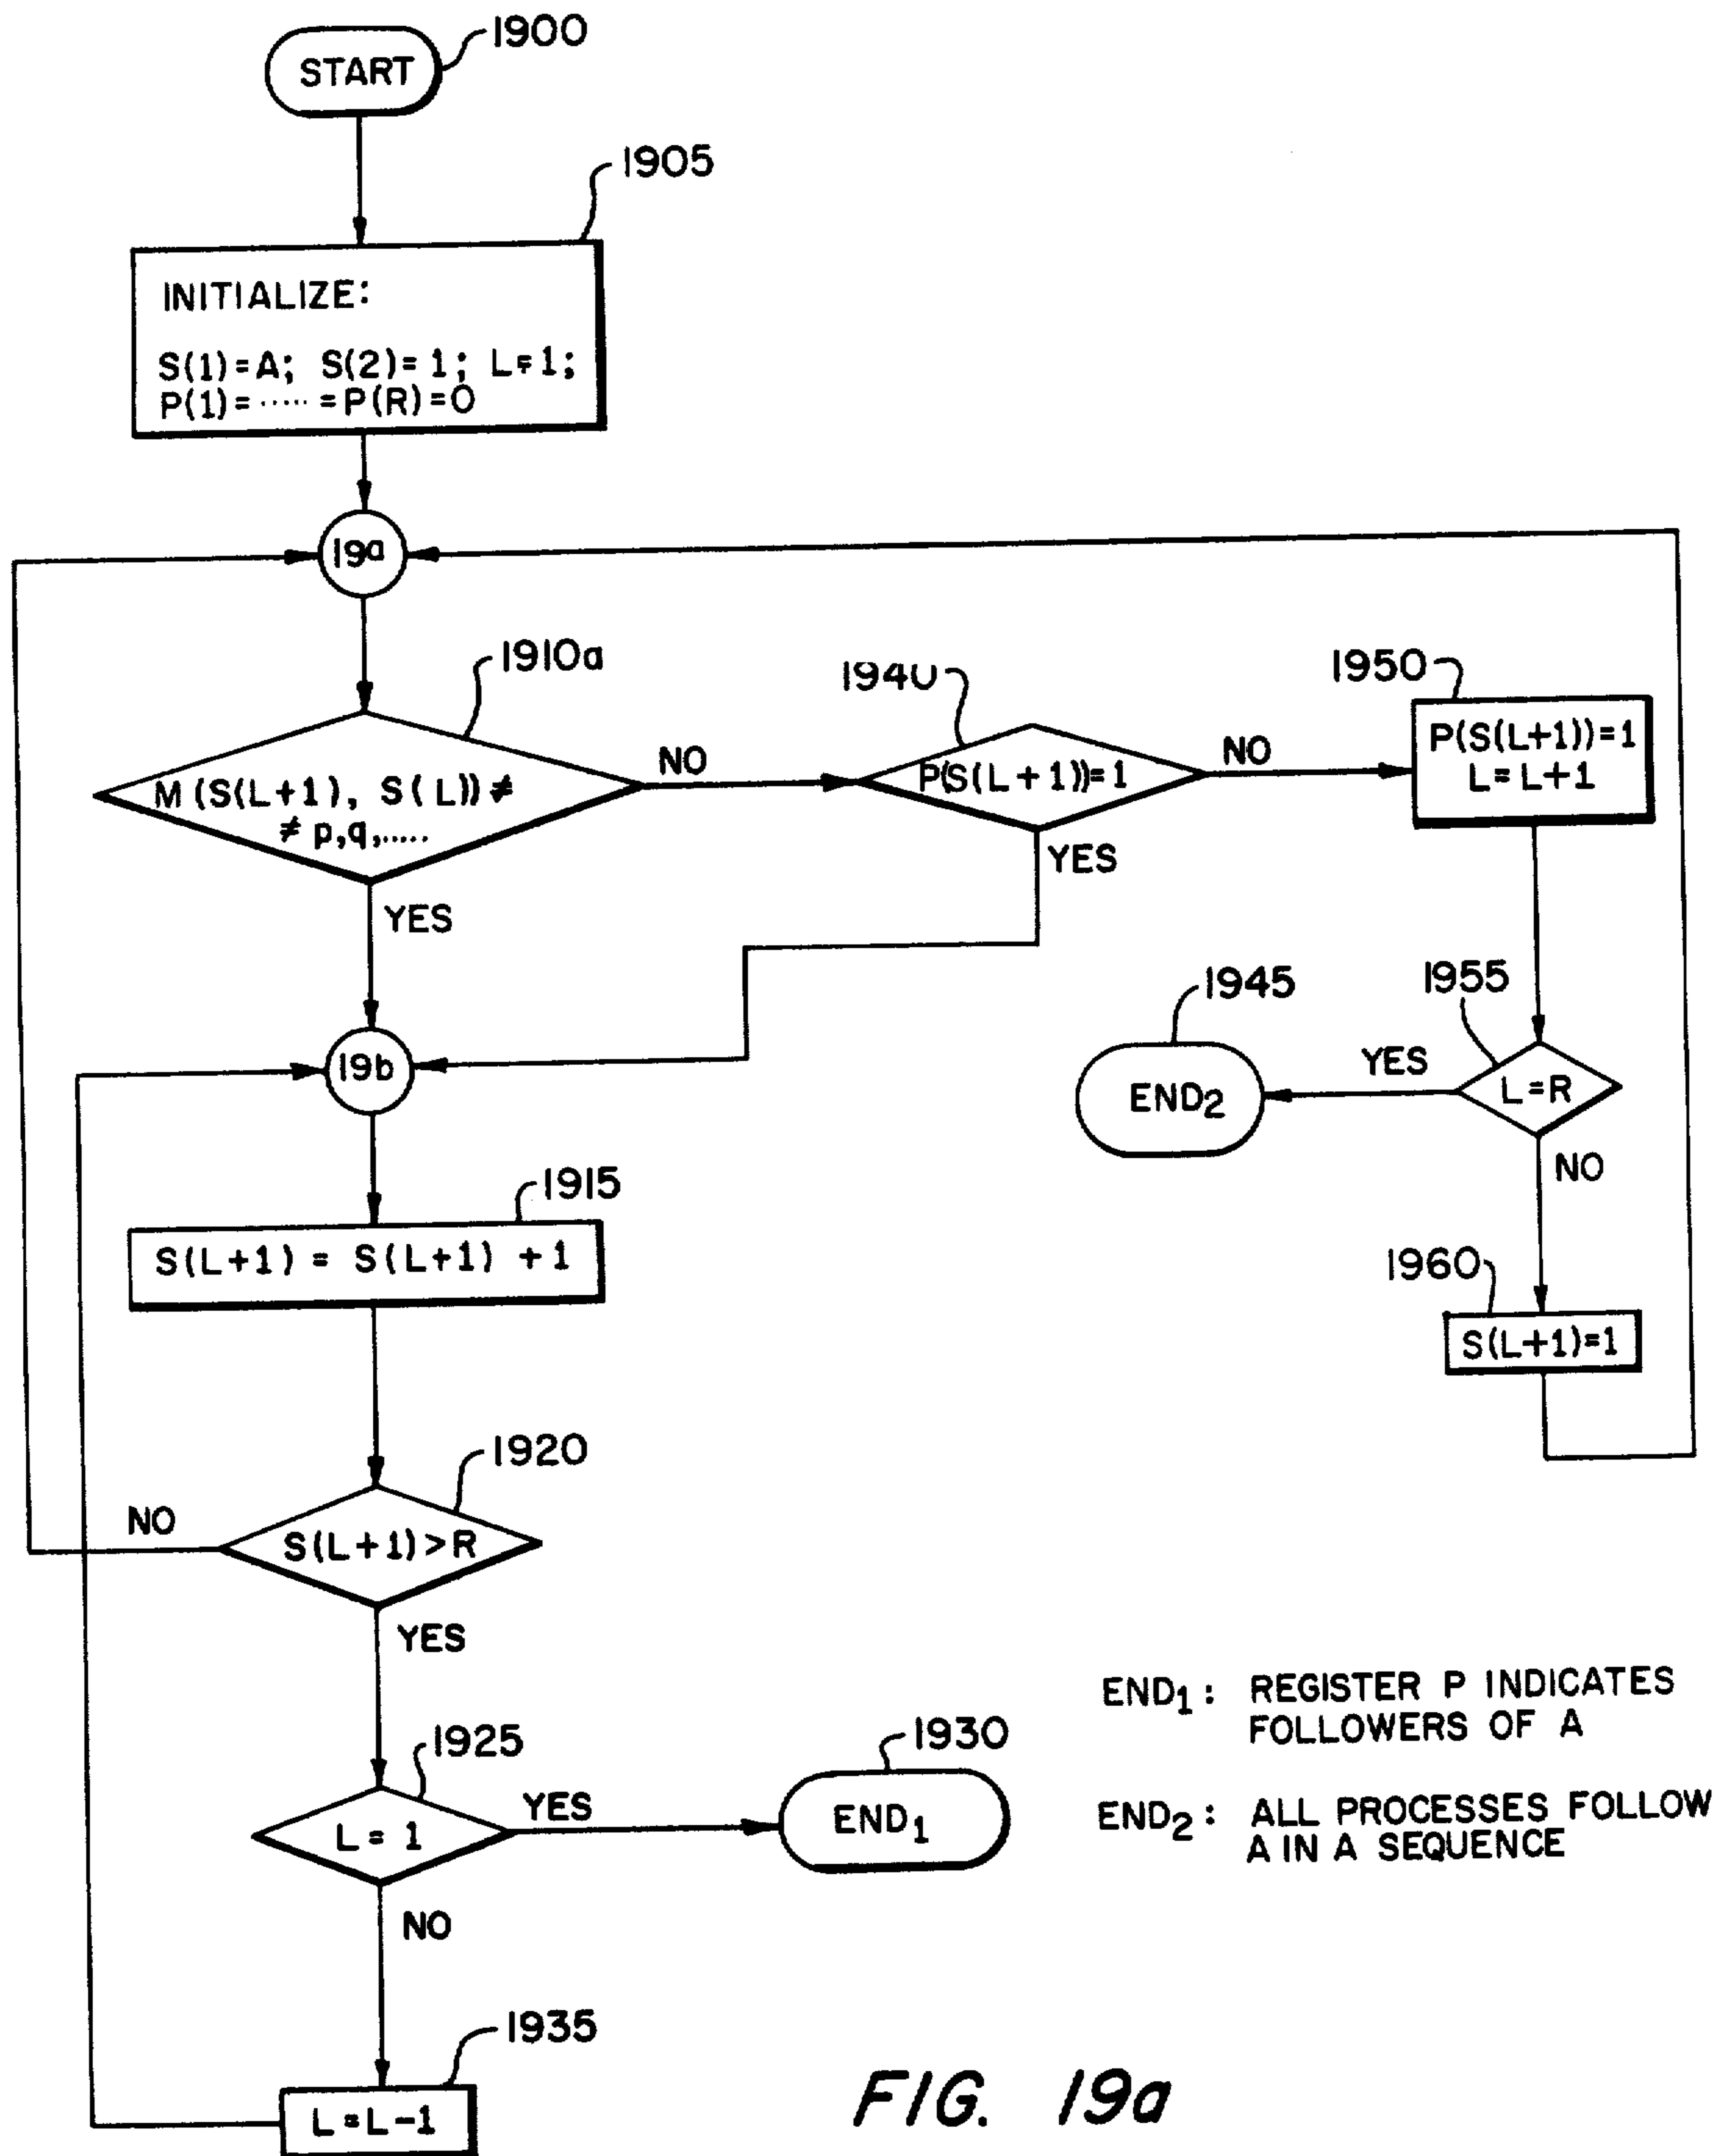 1900
START
1905
INITIALIZE:
S(1)=A; S(2)=1; L=1;
P(1)=·····=P(R)=0
19a
1910a
M(S(L+1), S(L)) ≠
≠ p,q,.....
NO
YES
1940
P(S(L+1))=1
NO
YES
1950
P(S(L+1))=1
L=L+1
1955
L=R
YES
NO
1945
END2
1960
S(L+1)=1
19b
1915
S(L+1) = S(L+1) +1
1920
S(L+1)>R
NO
YES
1925
L = 1
YES
NO
1930
END1
1935
L=L-1
END1: REGISTER P INDICATES
FOLLOWERS OF A
END2: ALL PROCESSES FOLLOW
A IN A SEQUENCE
FIG. 19a